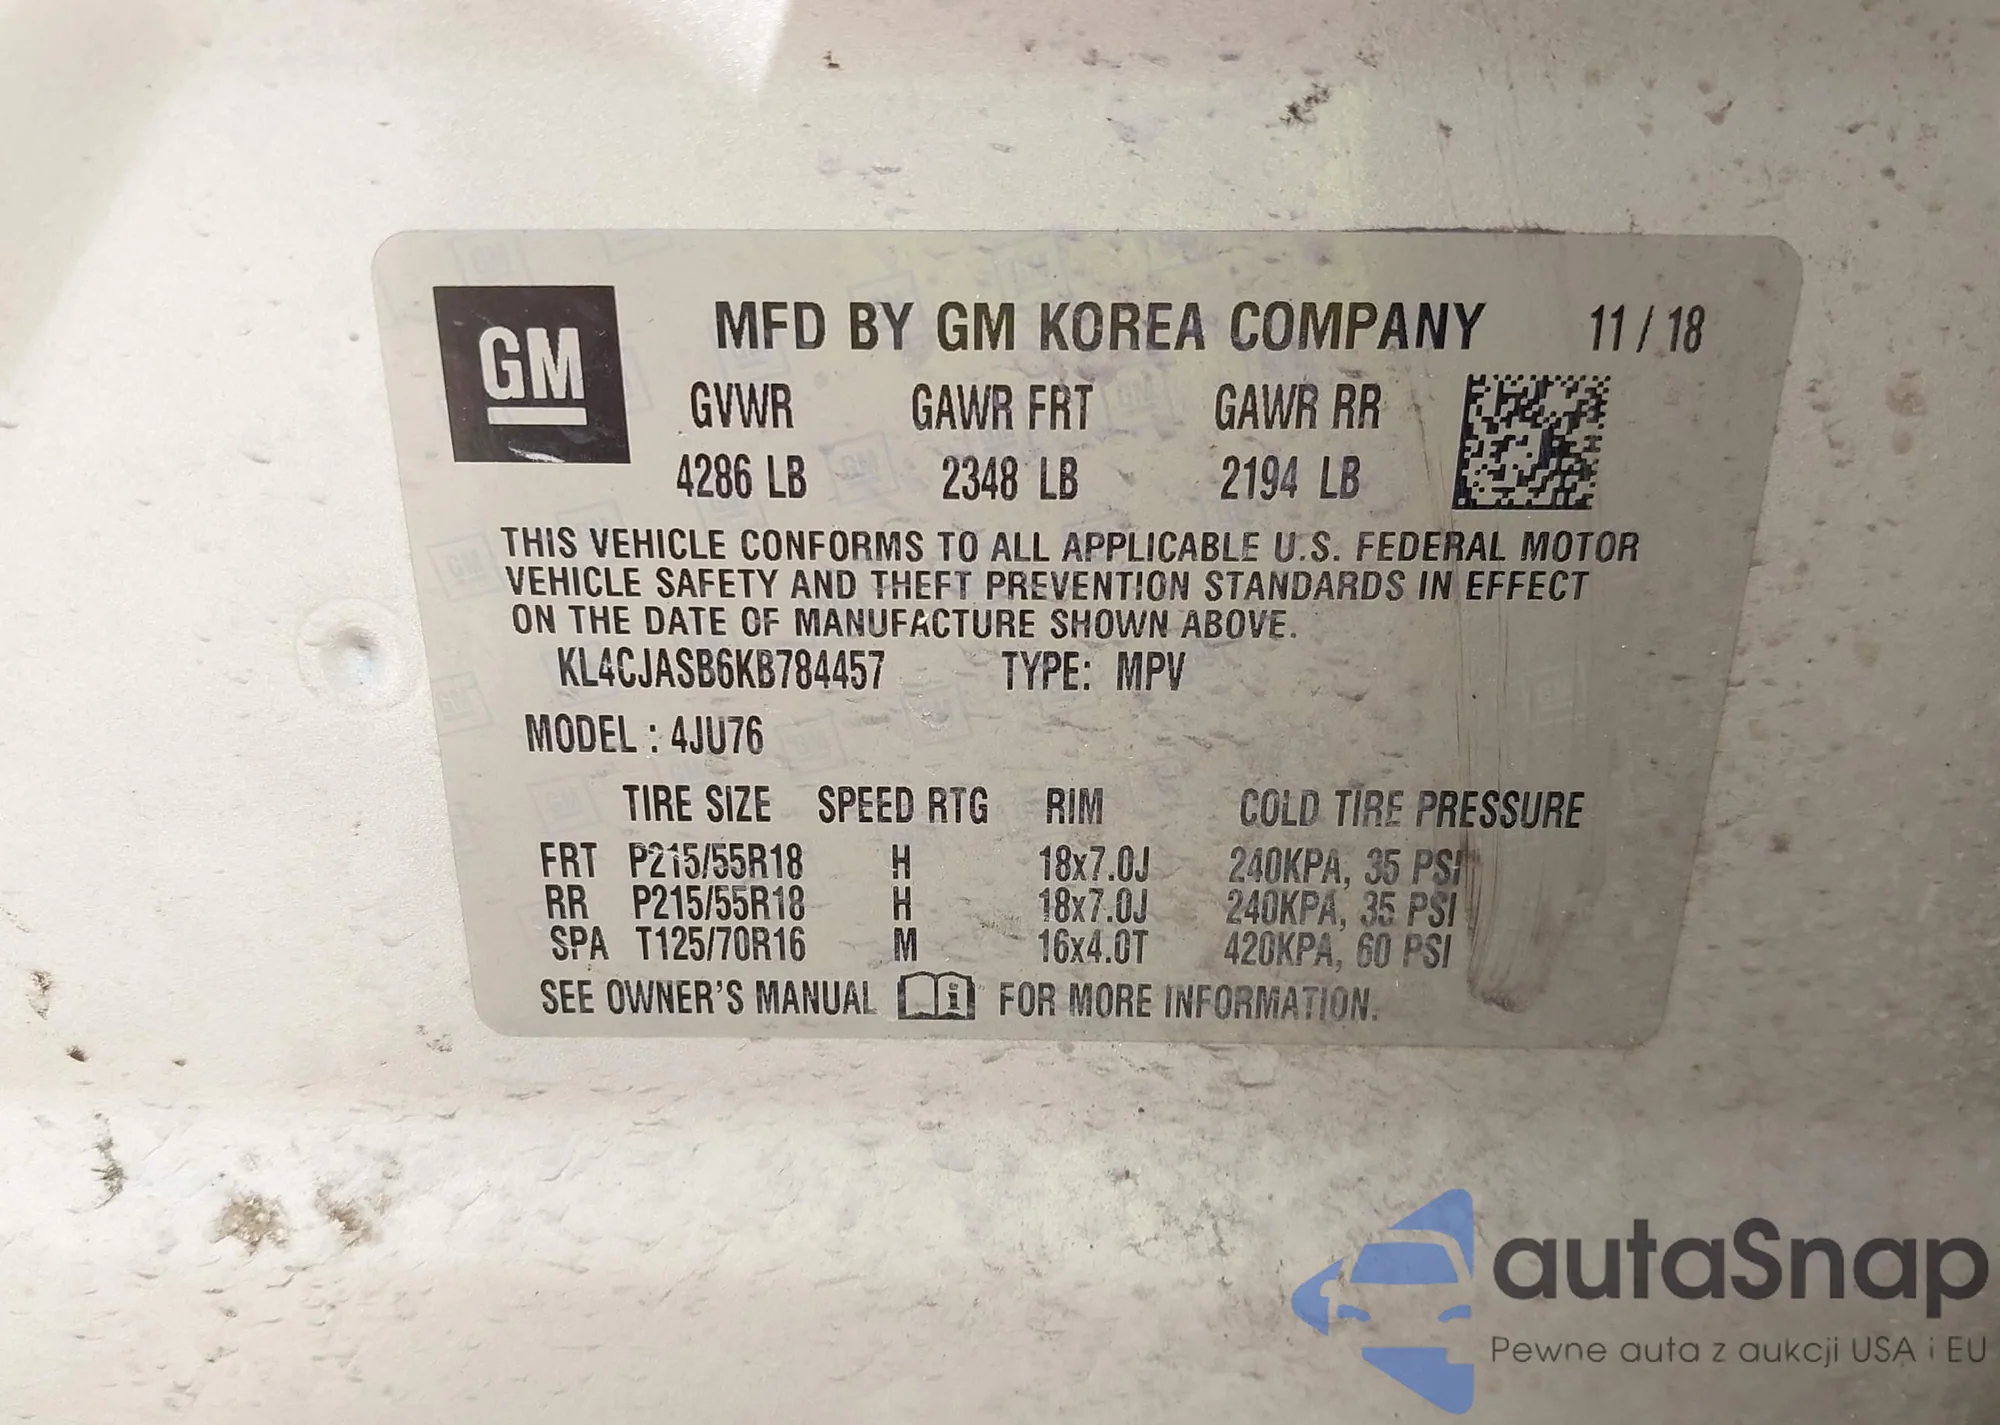 GM
MFD BY GM KOREA COMPANY 11 / 18
GVWR GAWR FRT GAWR RR
4286 LB 2348 LB 2194 LB
THIS VEHICLE CONFORMS TO ALL APPLICABLE U.S. FEDERAL MOTOR
VEHICLE SAFETY AND THEFT PREVENTION STANDARDS IN EFFECT
ON THE DATE OF MANUFACTURE SHOWN ABOVE.
KL4CJASB6KB784457 TYPE: MPV
MODEL : 4JU76
TIRE SIZE SPEED RTG RIM COLD TIRE PRESSURE
FRT P215/55R18 H 18x7.0J 240KPA, 35 PSI
RR P215/55R18 H 18x7.0J 240KPA, 35 PSI
SPA T125/70R16 M 16x4.0T 420KPA, 60 PSI
SEE OWNER'S MANUAL i FOR MORE INFORMATION.
autaSnap
Pewne auta z aukcji USA i EU